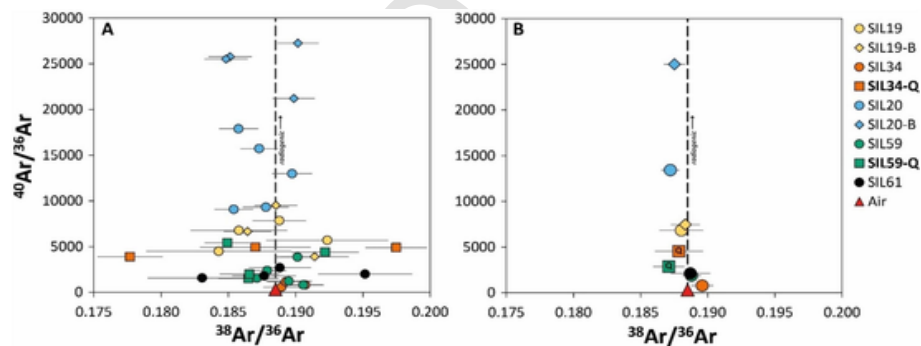 A
30000
25000
20000
15000
10000
5000
0
0.175
0.180
0.185
0.190
0.195
0.200
⁴⁰Ar/³⁶Ar
³⁸Ar/³⁶Ar
radiogenic
B
30000
25000
20000
15000
10000
5000
0
0.175
0.180
0.185
0.190
0.195
0.200
³⁸Ar/³⁶Ar
radiogenic
Q
Q
SIL19
SIL19-B
SIL34
SIL34-Q
SIL20
SIL20-B
SIL59
SIL59-Q
SIL61
Air